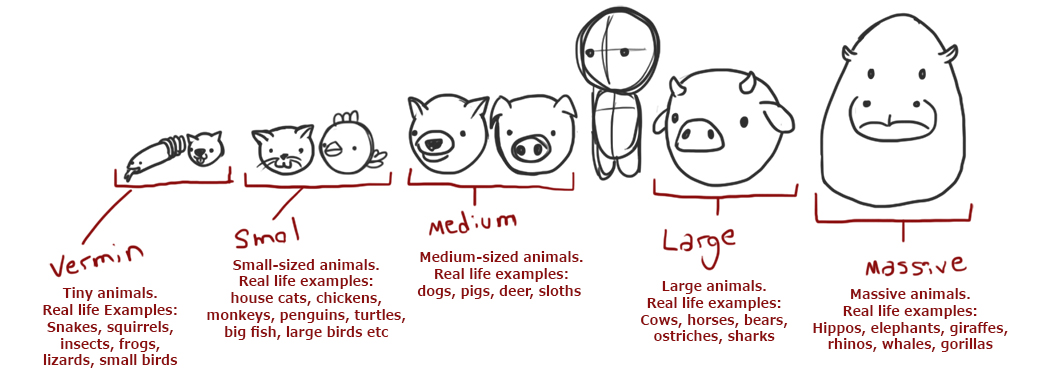 Vermin
Tiny animals.
Real life Examples:
Snakes, squirrels,
insects, frogs,
lizards, small birds
Smol
Small-sized animals.
Real life examples:
house cats, chickens,
monkeys, penguins, turtles,
big fish, large birds etc
Medium
Medium-sized animals.
Real life examples:
dogs, pigs, deer, sloths
Large
Large animals.
Real life examples:
Cows, horses, bears,
ostriches, sharks
Massive
Massive animals.
Real life examples:
Hippos, elephants, giraffes,
rhinos, whales, gorillas